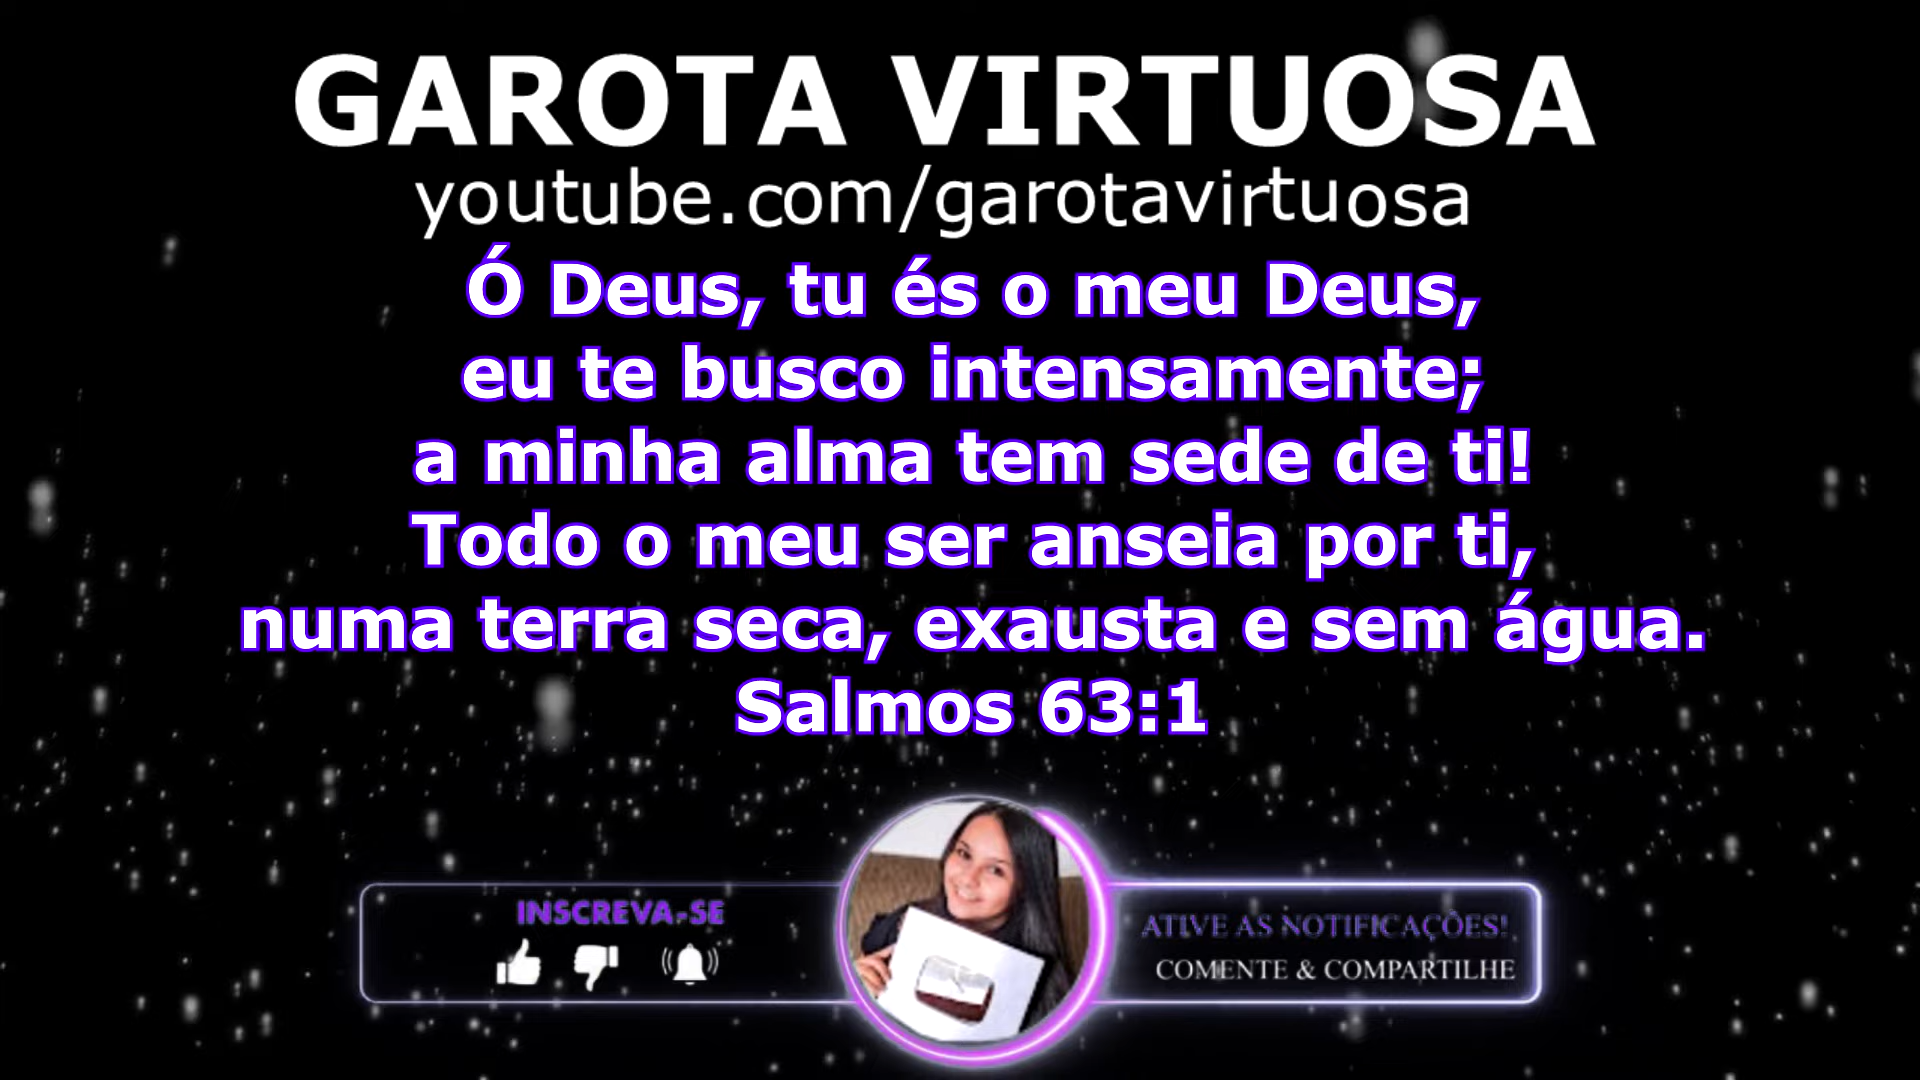 GAROTA VIRTUOSA
youtube.com/garotavirtuosa
Ó Deus, tu és o meu Deus,
eu te busco intensamente;
a minha alma tem sede de ti!
Todo o meu ser anseia por ti,
numa terra seca, exausta e sem água.
Salmos 63:1
INSCREVA-SE
ATIVE AS NOTIFICAÇÕES!
COMENTE & COMPARTILHE